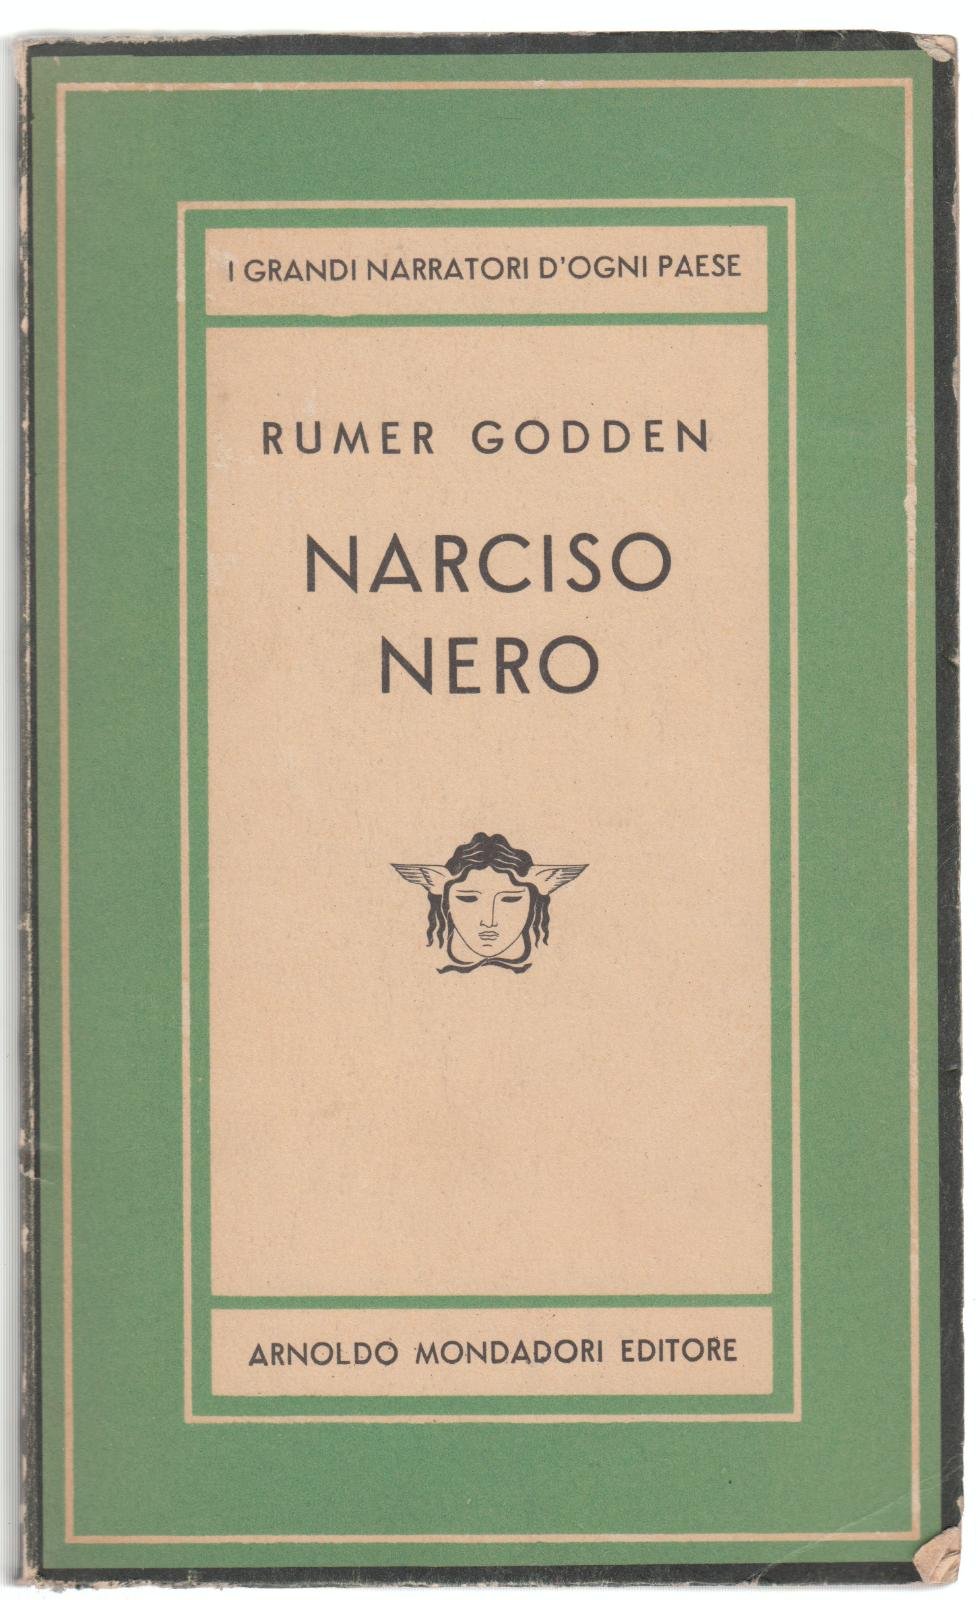 I GRANDI NARRATORI D'OGNI PAESE
RUMER GODDEN
NARCISO
NERO
ARNOLDO MONDADORI EDITORE